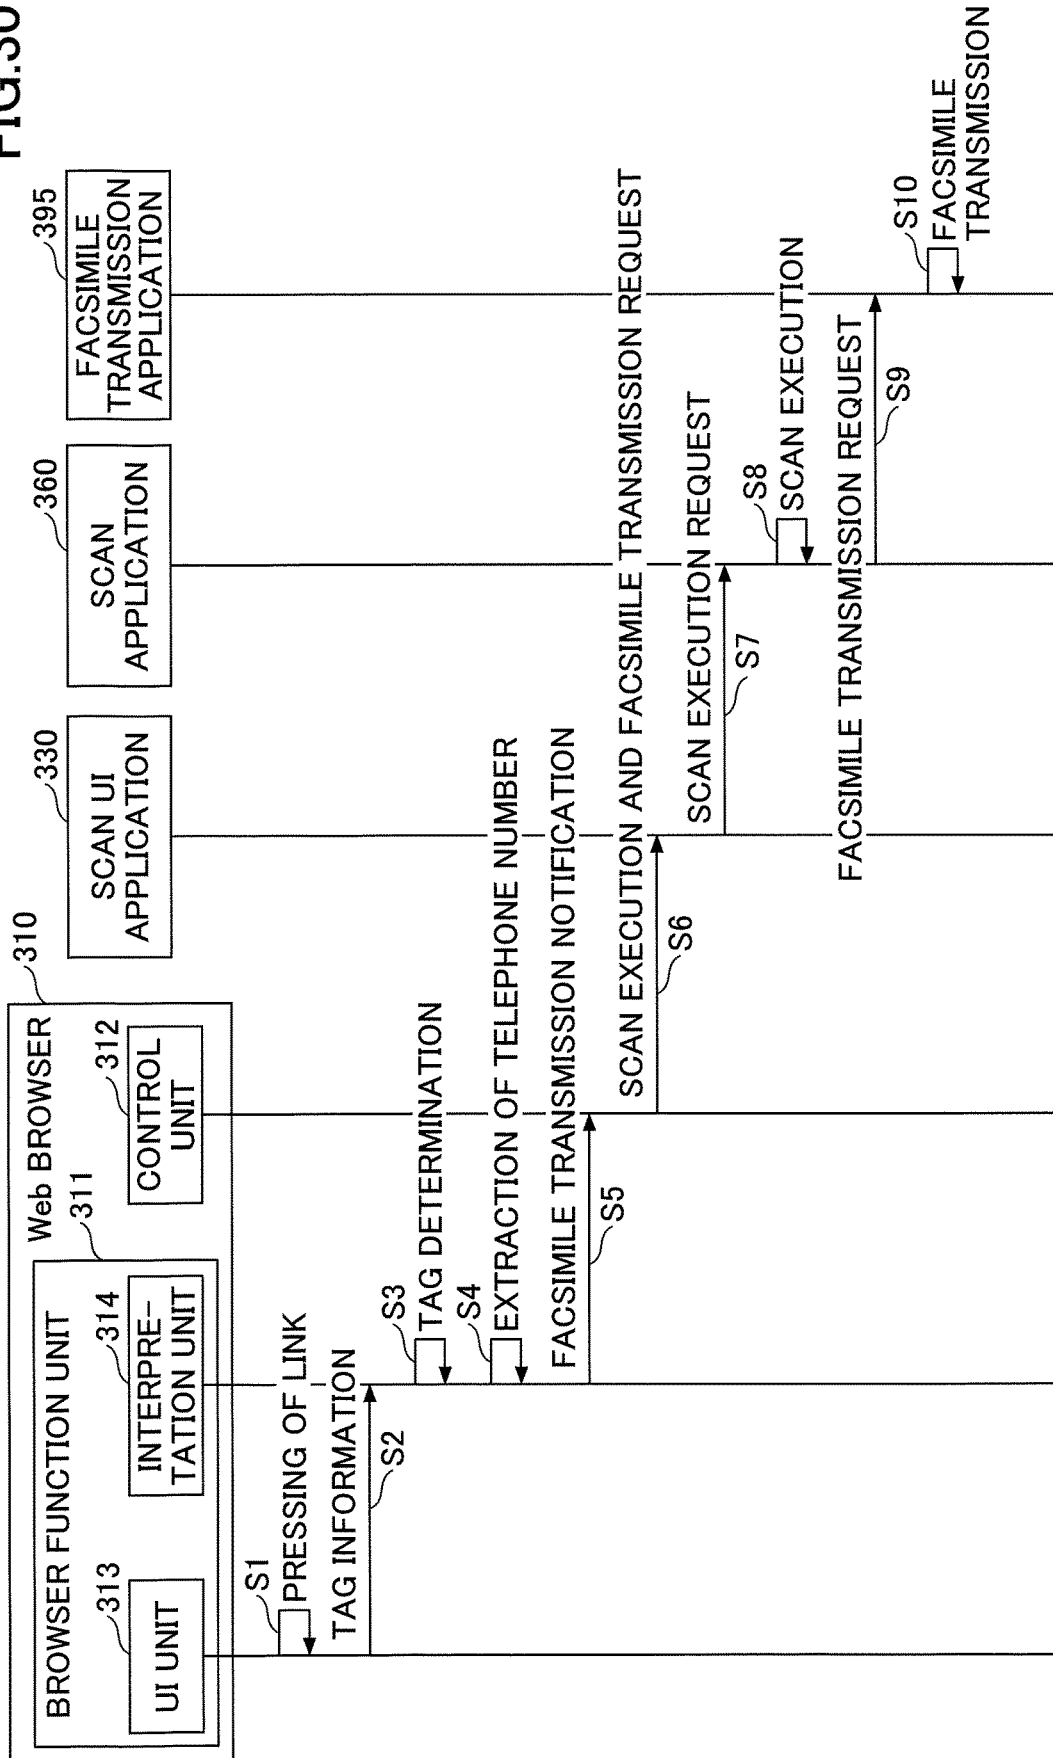 FIG.30
Web BROWSER
310
BROWSER FUNCTION UNIT
311
313
UI UNIT
314
INTERPRE-
TATION UNIT
312
CONTROL
UNIT
330
SCAN UI
APPLICATION
360
SCAN
APPLICATION
395
FACSIMILE
TRANSMISSION
APPLICATION
S1
PRESSING OF LINK
TAG INFORMATION
S2
S3
TAG DETERMINATION
S4
EXTRACTION OF TELEPHONE NUMBER
FACSIMILE TRANSMISSION NOTIFICATION
S5
SCAN EXECUTION AND FACSIMILE TRANSMISSION REQUEST
S6
SCAN EXECUTION REQUEST
S7
S8
SCAN EXECUTION
FACSIMILE TRANSMISSION REQUEST
S9
S10
FACSIMILE
TRANSMISSION